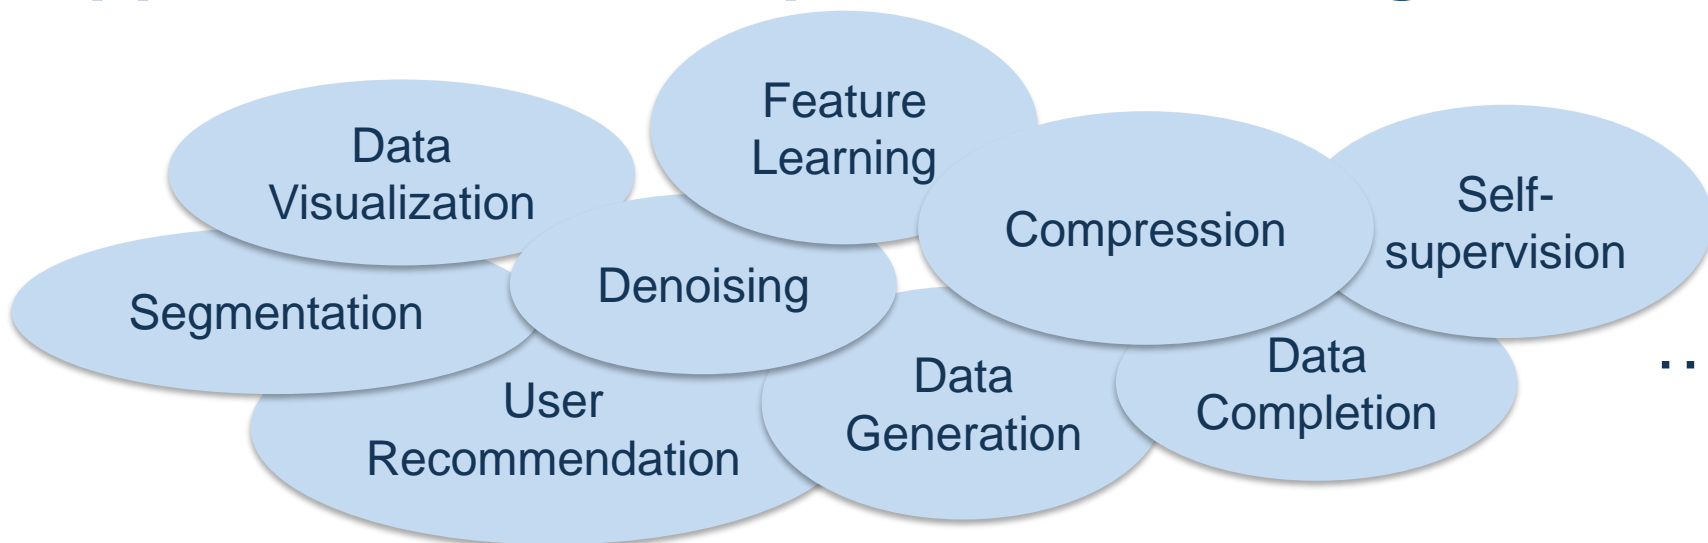 Feature
Learning
Data
Visualization
Compression
Self-
supervision
Denoising
Segmentation
User
Recommendation
Data
Generation
Data
Completion
..